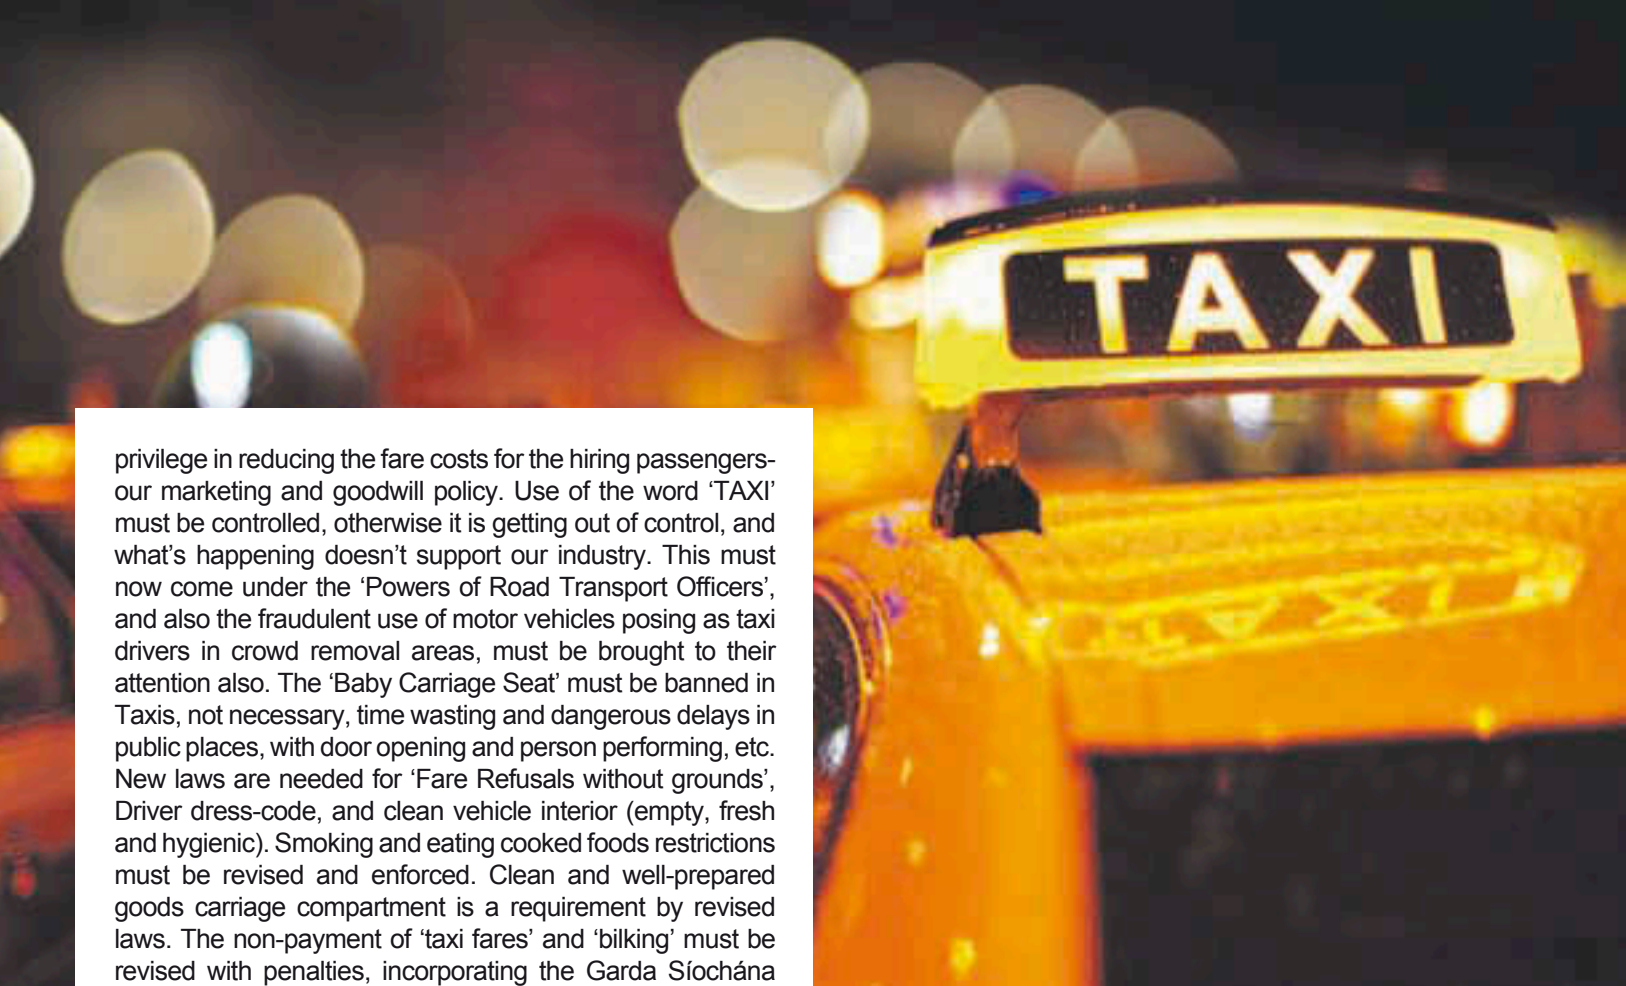 TAXI
privilege in reducing the fare costs for the hiring passengers-
our marketing and goodwill policy. Use of the word ‘TAXI’
must be controlled, otherwise it is getting out of control, and
what’s happening doesn’t support our industry. This must
now come under the ‘Powers of Road Transport Officers’,
and also the fraudulent use of motor vehicles posing as taxi
drivers in crowd removal areas, must be brought to their
attention also. The ‘Baby Carriage Seat’ must be banned in
Taxis, not necessary, time wasting and dangerous delays in
public places, with door opening and person performing, etc.
New laws are needed for ‘Fare Refusals without grounds’,
Driver dress-code, and clean vehicle interior (empty, fresh
and hygienic). Smoking and eating cooked foods restrictions
must be revised and enforced. Clean and well-prepared
goods carriage compartment is a requirement by revised
laws. The non-payment of ‘taxi fares’ and ‘bilking’ must be
revised with penalties, incorporating the Garda Síochána